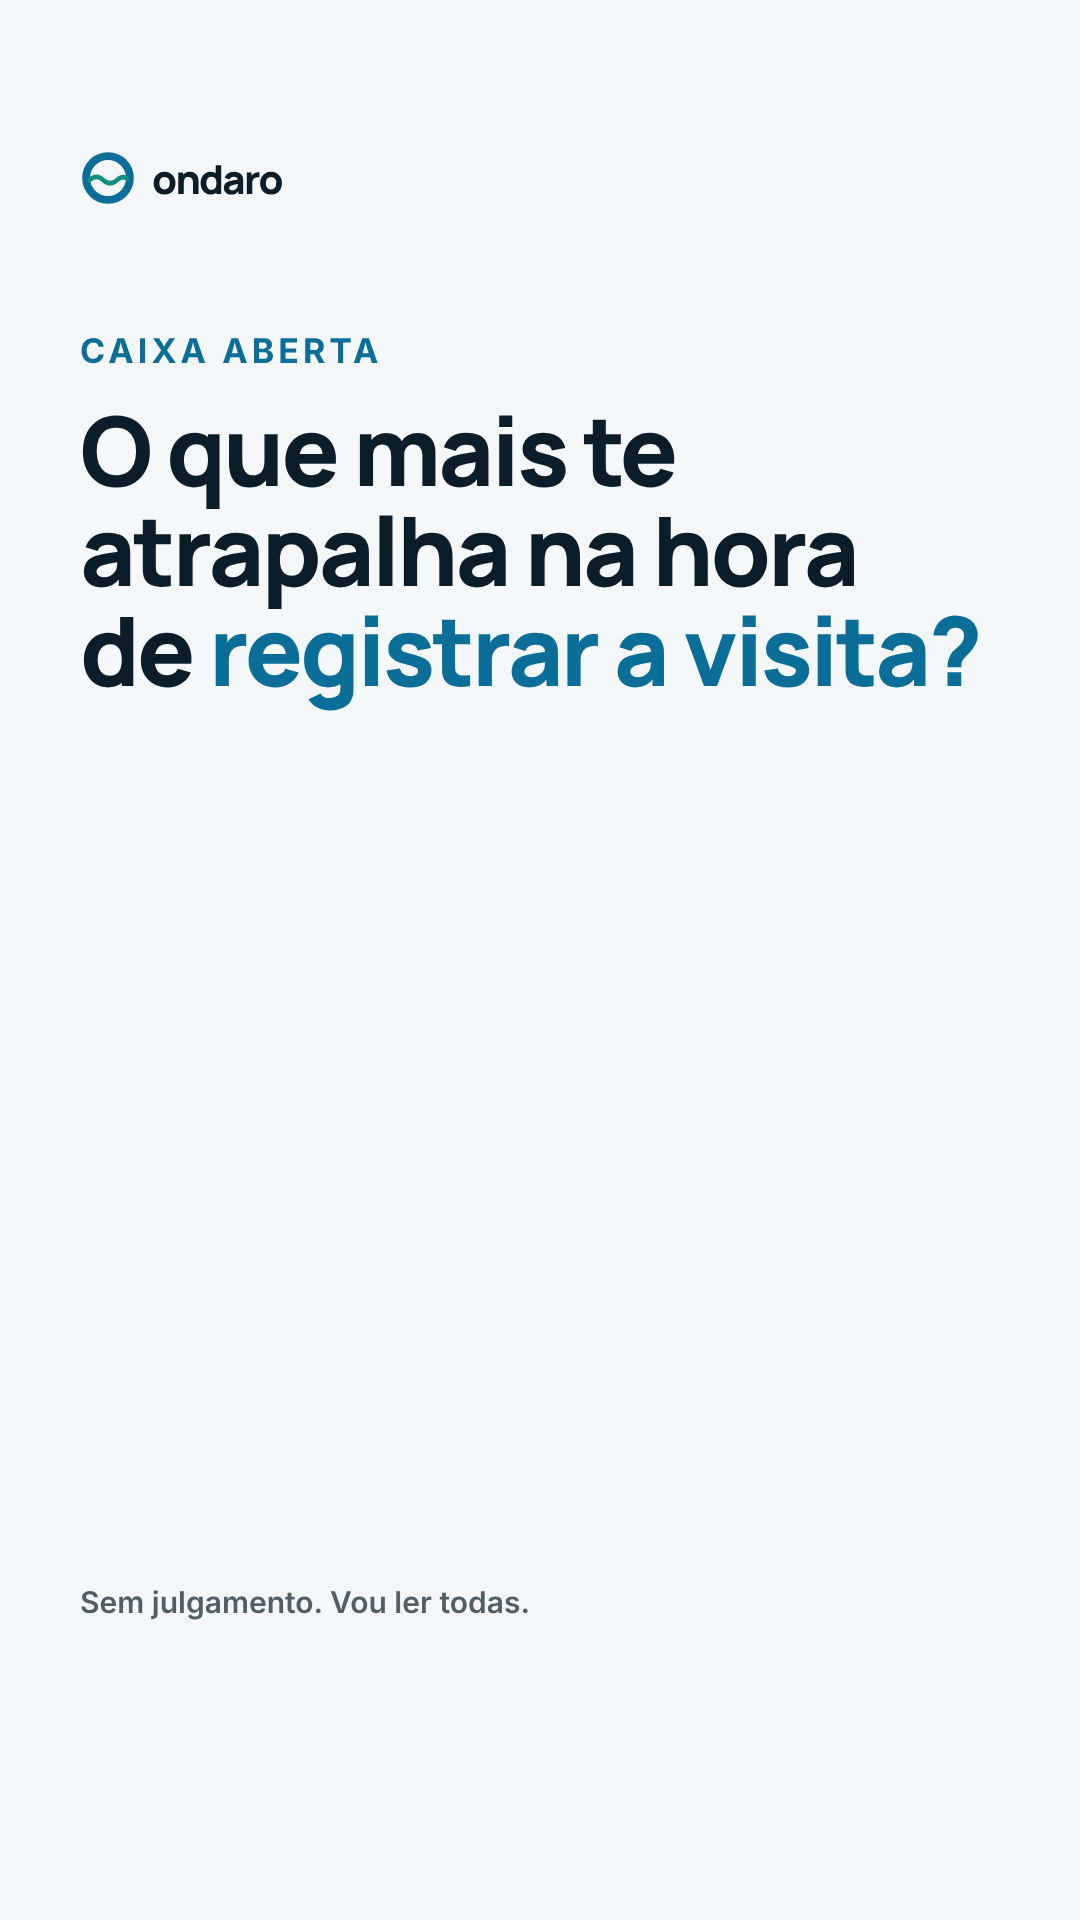 ondaro
CAIXA ABERTA
O que mais te
atrapalha na hora
de registrar a visita?
Sem julgamento. Vou ler todas.